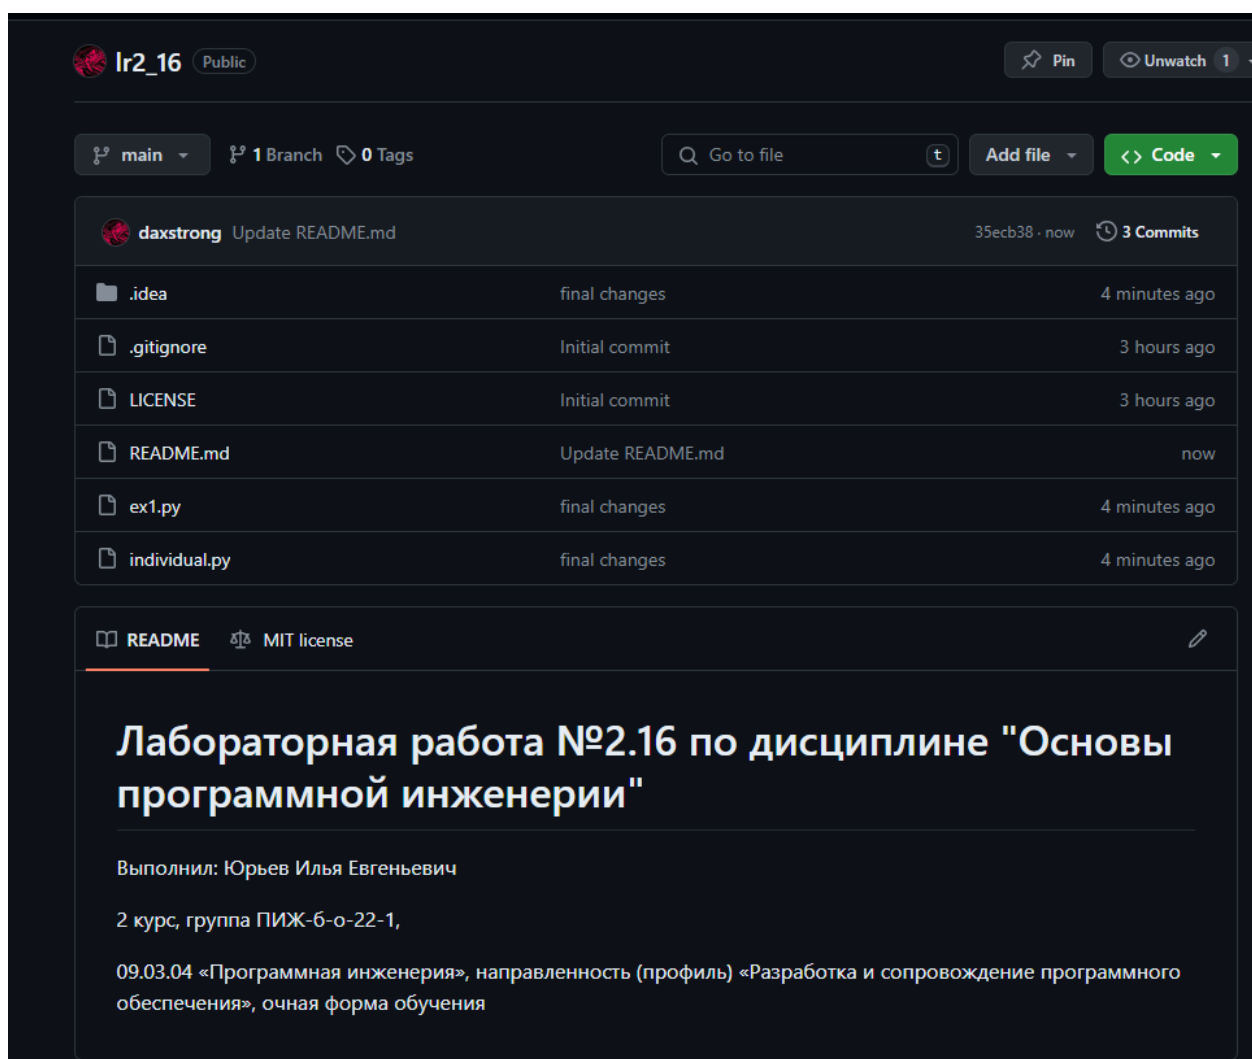 lr2_16 Public Pin Unwatch 1
main 1 Branch 0 Tags Go to file t Add file Code
daxstrong Update README.md 35ecb38 · now 3 Commits
.idea final changes 4 minutes ago
.gitignore Initial commit 3 hours ago
LICENSE Initial commit 3 hours ago
README.md Update README.md now
ex1.py final changes 4 minutes ago
individual.py final changes 4 minutes ago
README MIT license
Лабораторная работа №2.16 по дисциплине "Основы
программной инженерии"
Выполнил: Юрьев Илья Евгеньевич
2 курс, группа ПИЖ-б-о-22-1,
09.03.04 «Программная инженерия», направленность (профиль) «Разработка и сопровождение программного
обеспечения», очная форма обучения